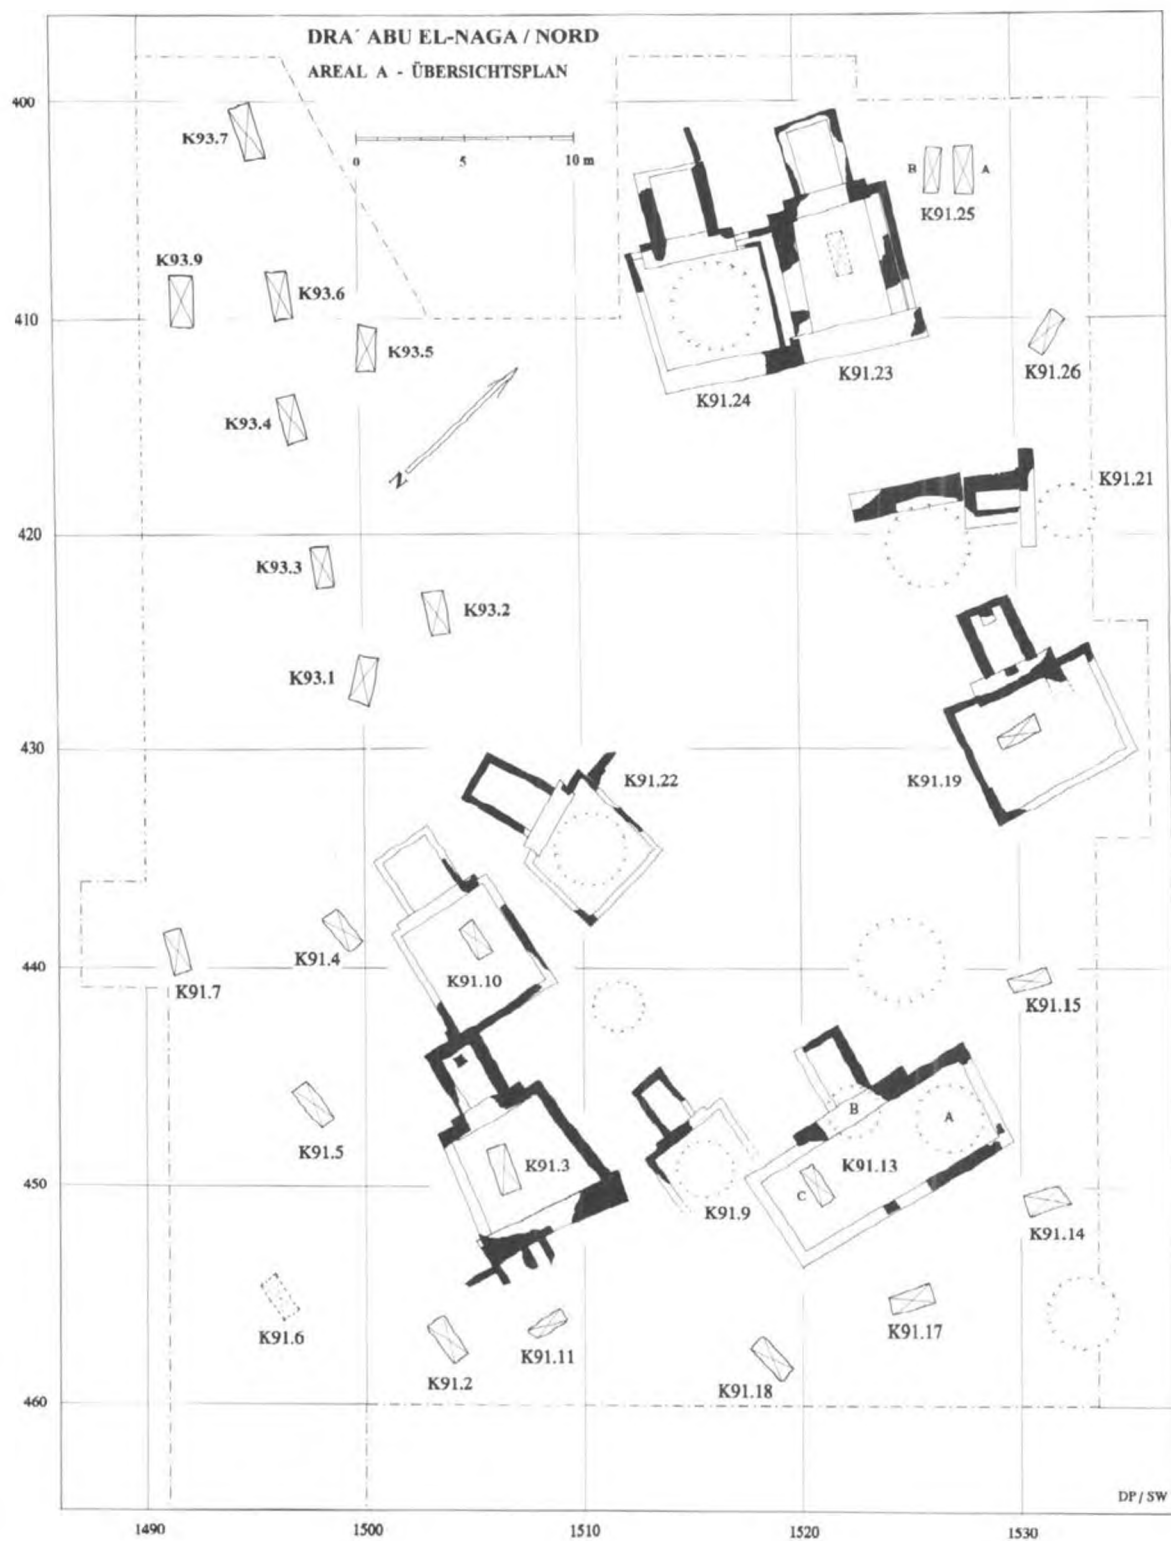 DRA´ ABU EL-NAGA / NORD
AREAL A - ÜBERSICHTSPLAN
0 5 10 m
400
K93.7
B
A
K91.25
K93.9
K93.6
410
K93.5
K91.23
K91.26
K91.24
K93.4
N
K91.21
420
K93.3
K93.2
K93.1
430
K91.22
K91.19
K91.4
K91.10
440
K91.7
K91.15
B
A
K91.5
K91.3
K91.13
450
C
K91.9
K91.14
K91.6
K91.17
K91.11
K91.2
K91.18
460
DP / SW
1490 1500 1510 1520 1530